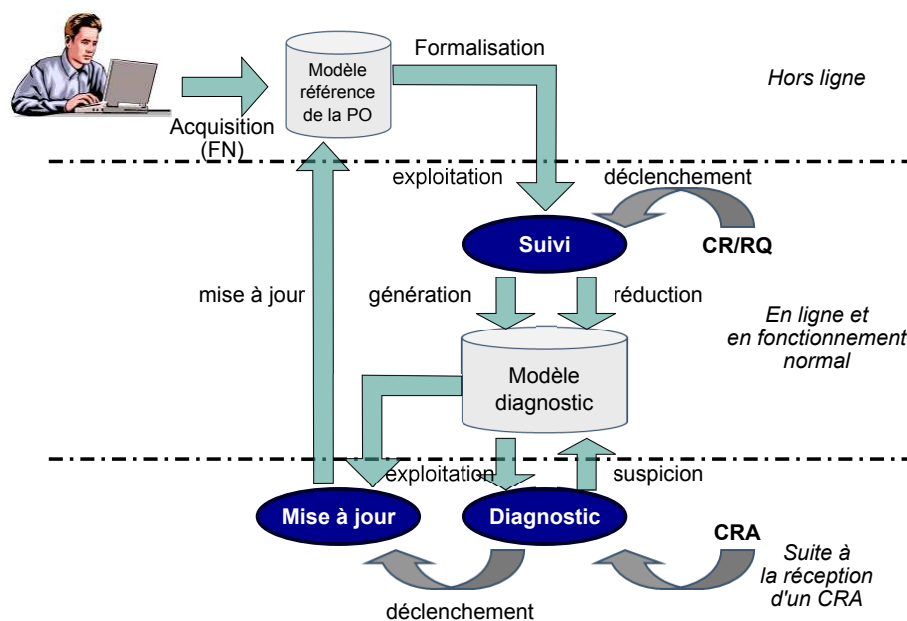 Formalisation
Modèle
référence
de la PO
Hors ligne
Acquisition
(FN)
exploitation
déclenchement
Suivi
CR/RQ
mise à jour
génération
réduction
En ligne et
en fonctionnement
normal
Modèle
diagnostic
exploitation
suspicion
Mise à jour
Diagnostic
CRA
Suite à
la réception
d'un CRA
déclenchement